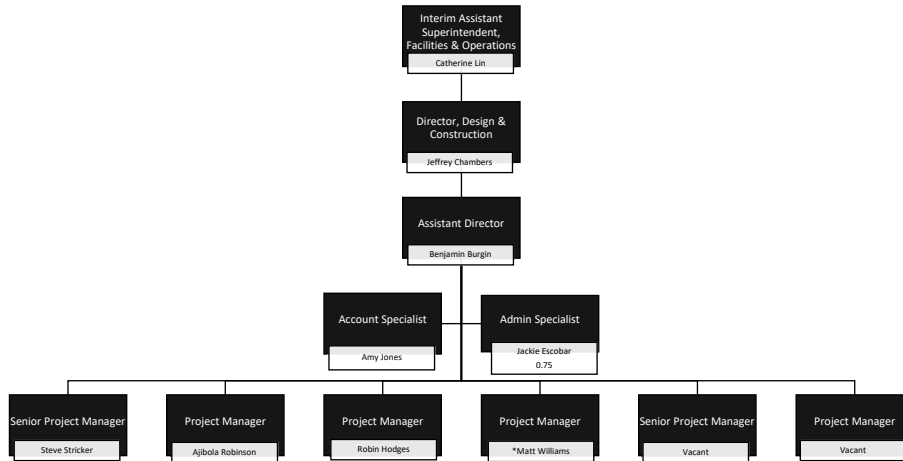 Interim Assistant
Superintendent,
Facilities & Operations
Catherine Lin
Director, Design &
Construction
Jeffrey Chambers
Assistant Director
Benjamin Burgin
Account Specialist
Amy Jones
Admin Specialist
Jackie Escobar
0.75
Senior Project Manager
Steve Stricker
Project Manager
Ajibola Robinson
Project Manager
Robin Hodges
Project Manager
*Matt Williams
Senior Project Manager
Vacant
Project Manager
Vacant